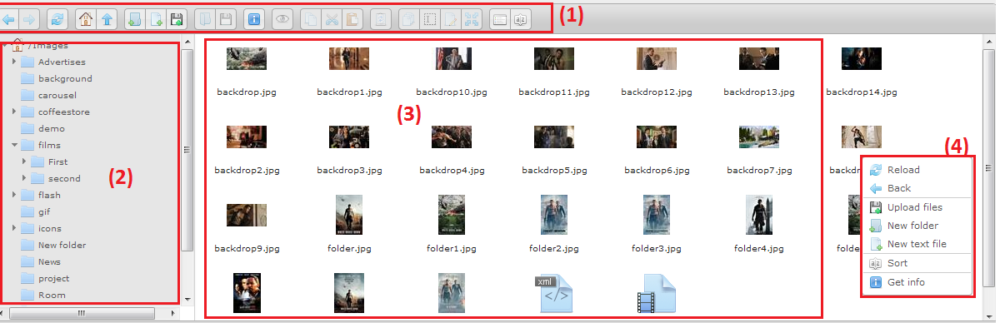 (1)
/Images
Advertises
background
carousel
coffeestore
demo
films
First
second
(2)
flash
gif
icons
New folder
News
project
Room
backdrop.jpg backdrop1.jpg backdrop10.jpg backdrop11.jpg backdrop12.jpg backdrop13.jpg backdrop14.jpg
(3)
backdrop2.jpg backdrop3.jpg backdrop4.jpg backdrop5.jpg backdrop6.jpg backdrop7.jpg
backdrop9.jpg folder.jpg folder1.jpg folder2.jpg folder3.jpg folder4.jpg
xml
(4)
Reload
Back
Upload files
New folder
New text file
Sort
Get info